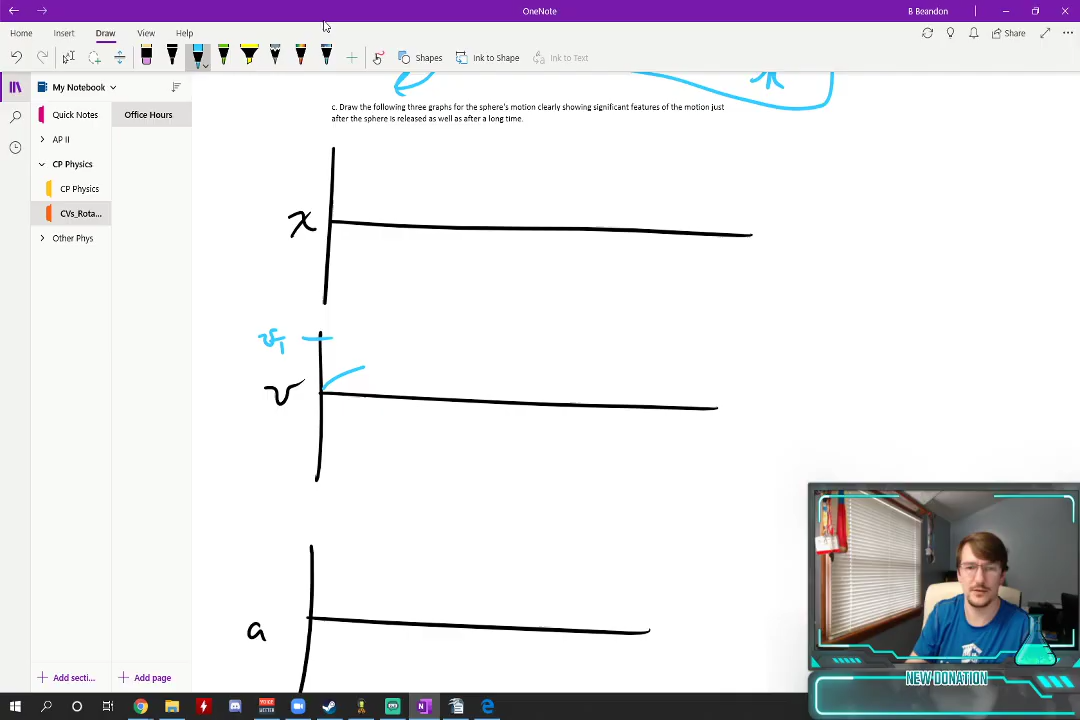 OneNote
B Beandon
Home
Insert
Draw
View
Help
Share
Shapes
Ink to Shape
Ink to Text
My Notebook
Quick Notes
AP II
CP Physics
CP Physics
CVs_Rota...
Other Phys
Add secti...
Office Hours
Add page
x
c. Draw the following three graphs for the sphere's motion clearly showing significant features of the motion just
after the sphere is released as well as after a long time.
x
v
a
NEW DONATION